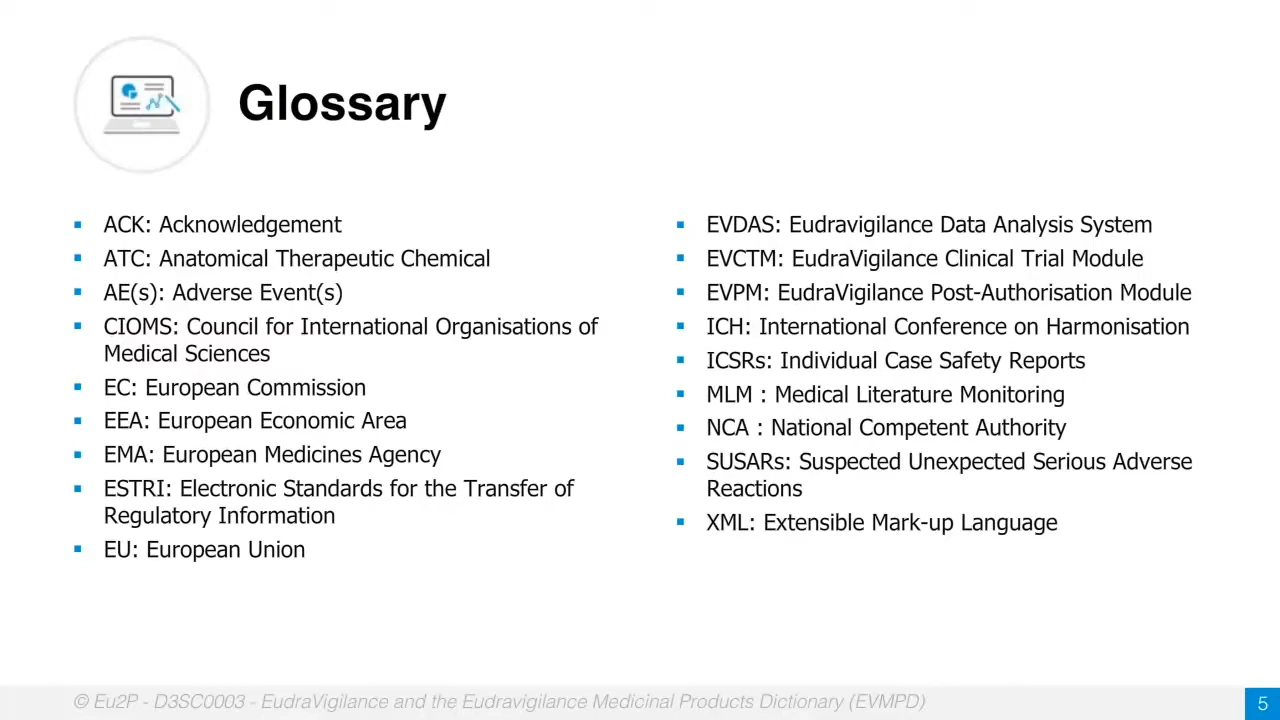 Glossary
ACK: Acknowledgement
ATC: Anatomical Therapeutic Chemical
AE(s): Adverse Event(s)
CIOMS: Council for International Organisations of
Medical Sciences
EC: European Commission
EEA: European Economic Area
EMA: European Medicines Agency
ESTRI: Electronic Standards for the Transfer of
Regulatory Information
EU: European Union
EVDAS: Eudravigilance Data Analysis System
EVCTM: EudraVigilance Clinical Trial Module
EVPM: EudraVigilance Post-Authorisation Module
ICH: International Conference on Harmonisation
ICSRs: Individual Case Safety Reports
MLM : Medical Literature Monitoring
NCA : National Competent Authority
SUSARs: Suspected Unexpected Serious Adverse
Reactions
XML: Extensible Mark-up Language
© Eu2P - D3SC0003 - EudraVigilance and the Eudravigilance Medicinal Products Dictionary (EVMPD)
5